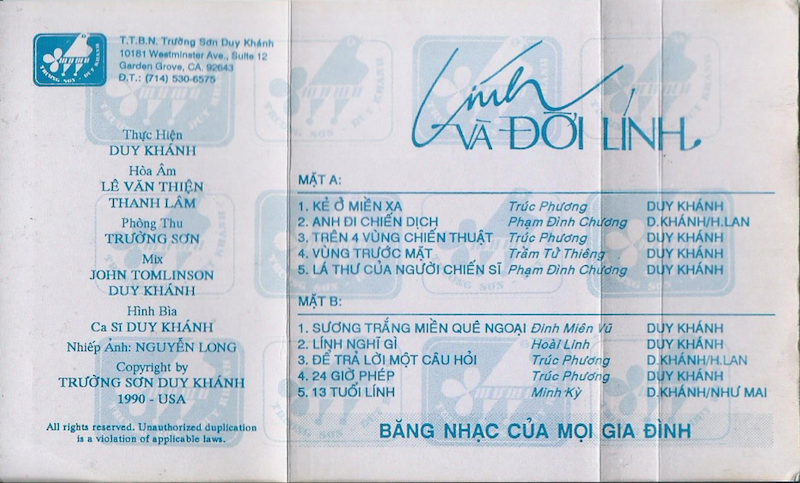 T.T.B.N. Trường Sơn Duy Khánh
10181 Westminster Ave., Suite 12
Garden Grove, CA. 92643
Đ.T.: (714) 530-6575
TRƯỜNG SƠN - DUY KHÁNH
Thực Hiện
DUY KHÁNH
Hòa Âm
LÊ VĂN THIỆN
THANH LÂM
Phòng Thu
TRƯỜNG SƠN
Mix
JOHN TOMLINSON
DUY KHÁNH
Hình Bìa
Ca Sĩ DUY KHÁNH
Nhiếp Ảnh: NGUYỄN LONG
Copyright by
TRƯỜNG SƠN DUY KHÁNH
1990 - USA
All rights reserved. Unauthorized duplication
is a violation of applicable laws.
Lính
VÀ ĐỜI LÍNH
MẶT A:
1. KẺ Ở MIỀN XA Trúc Phương DUY KHÁNH
2. ANH ĐI CHIẾN DỊCH Phạm Đình Chương D.KHÁNH/H.LAN
3. TRÊN 4 VÙNG CHIẾN THUẬT Trúc Phương DUY KHÁNH
4. VÙNG TRƯỚC MẶT Trầm Tử Thiêng DUY KHÁNH
5. LÁ THƯ CỦA NGƯỜI CHIẾN SĨ Phạm Đình Chương DUY KHÁNH
MẶT B:
1. SƯƠNG TRẮNG MIỀN QUÊ NGOẠI Đinh Miên Vũ DUY KHÁNH
2. LÍNH NGHĨ GÌ Hoài Linh DUY KHÁNH
3. ĐỂ TRẢ LỜI MỘT CÂU HỎI Trúc Phương D.KHÁNH/H.LAN
4. 24 GIỜ PHÉP Trúc Phương DUY KHÁNH
5. 13 TUỔI LÍNH Minh Kỳ D.KHÁNH/NHƯ MAI
BĂNG NHẠC CỦA MỌI GIA ĐÌNH